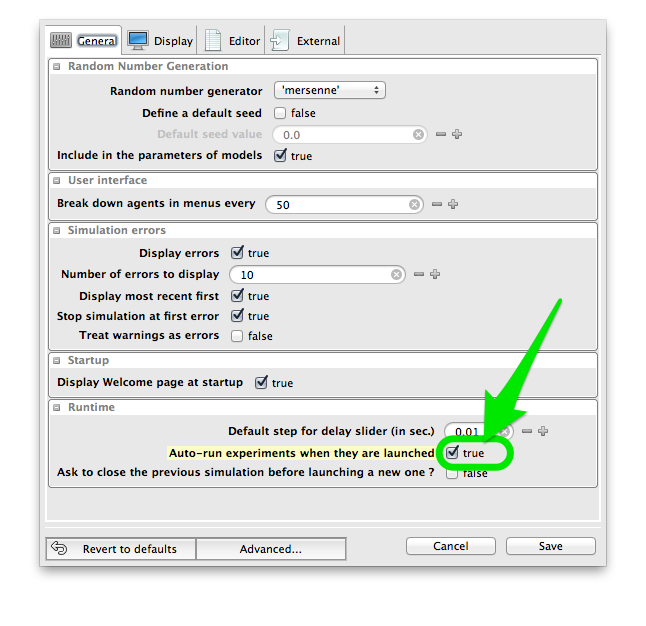 General Display Editor External
Random Number Generation
Random number generator 'mersenne'
Define a default seed false
Default seed value 0.0
Include in the parameters of models true
User interface
Break down agents in menus every 50
Simulation errors
Display errors true
Number of errors to display 10
Display most recent first true
Stop simulation at first error true
Treat warnings as errors false
Startup
Display Welcome page at startup true
Runtime
Default step for delay slider (in sec.) 0.01
Auto-run experiments when they are launched true
Ask to close the previous simulation before launching a new one ? false
Revert to defaults Advanced... Cancel Save